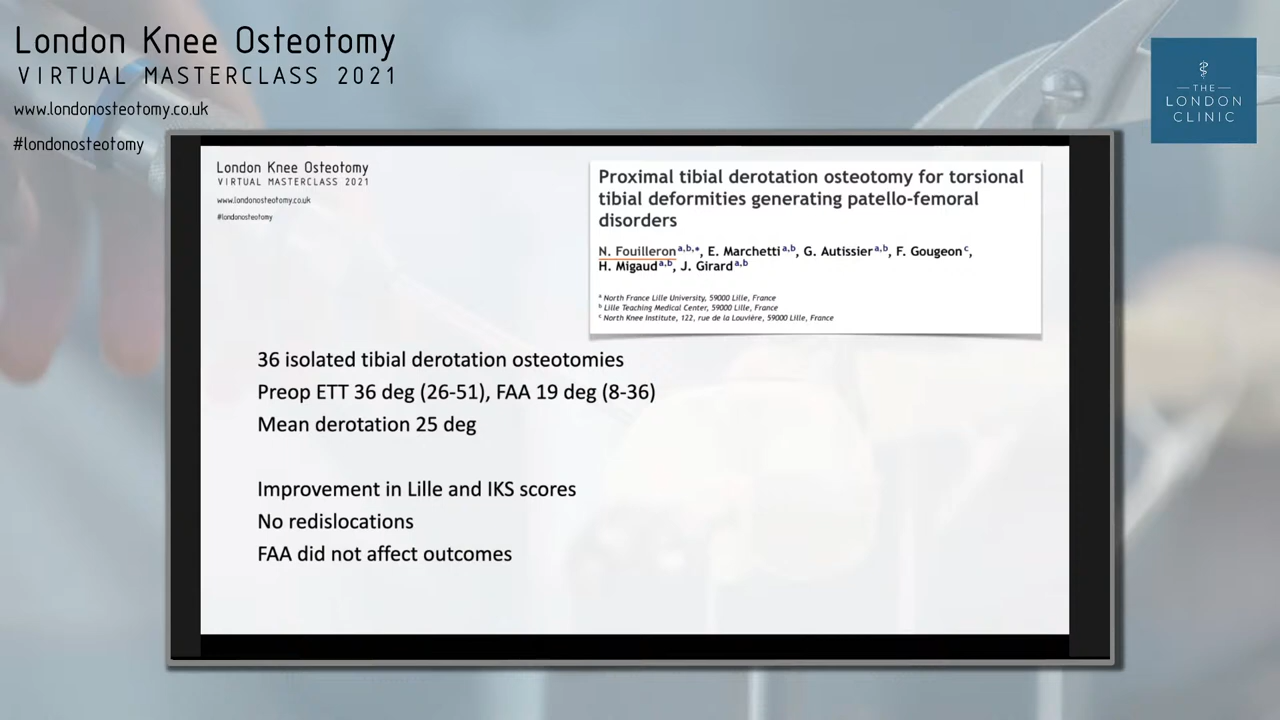 London Knee Osteotomy
VIRTUAL MASTERCLASS 2021
www.londonosteotomy.co.uk
#londonosteotomy
THE
LONDON
CLINIC
London Knee Osteotomy
VIRTUAL MASTERCLASS 2021
www.londonosteotomy.co.uk
#londonosteotomy
Proximal tibial derotation osteotomy for torsional
tibial deformities generating patello-femoral
disorders
N. Fouilleron a,b,*, E. Marchetti a,b, G. Autissier a,b, F. Gougeon c,
H. Migaud a,b, J. Girard a,b
a North France Lille University, 59000 Lille, France
b Lille Teaching Medical Center, 59000 Lille, France
c North Knee Institute, 122, rue de la Louvière, 59000 Lille, France
36 isolated tibial derotation osteotomies
Preop ETT 36 deg (26-51), FAA 19 deg (8-36)
Mean derotation 25 deg
Improvement in Lille and IKS scores
No redislocations
FAA did not affect outcomes